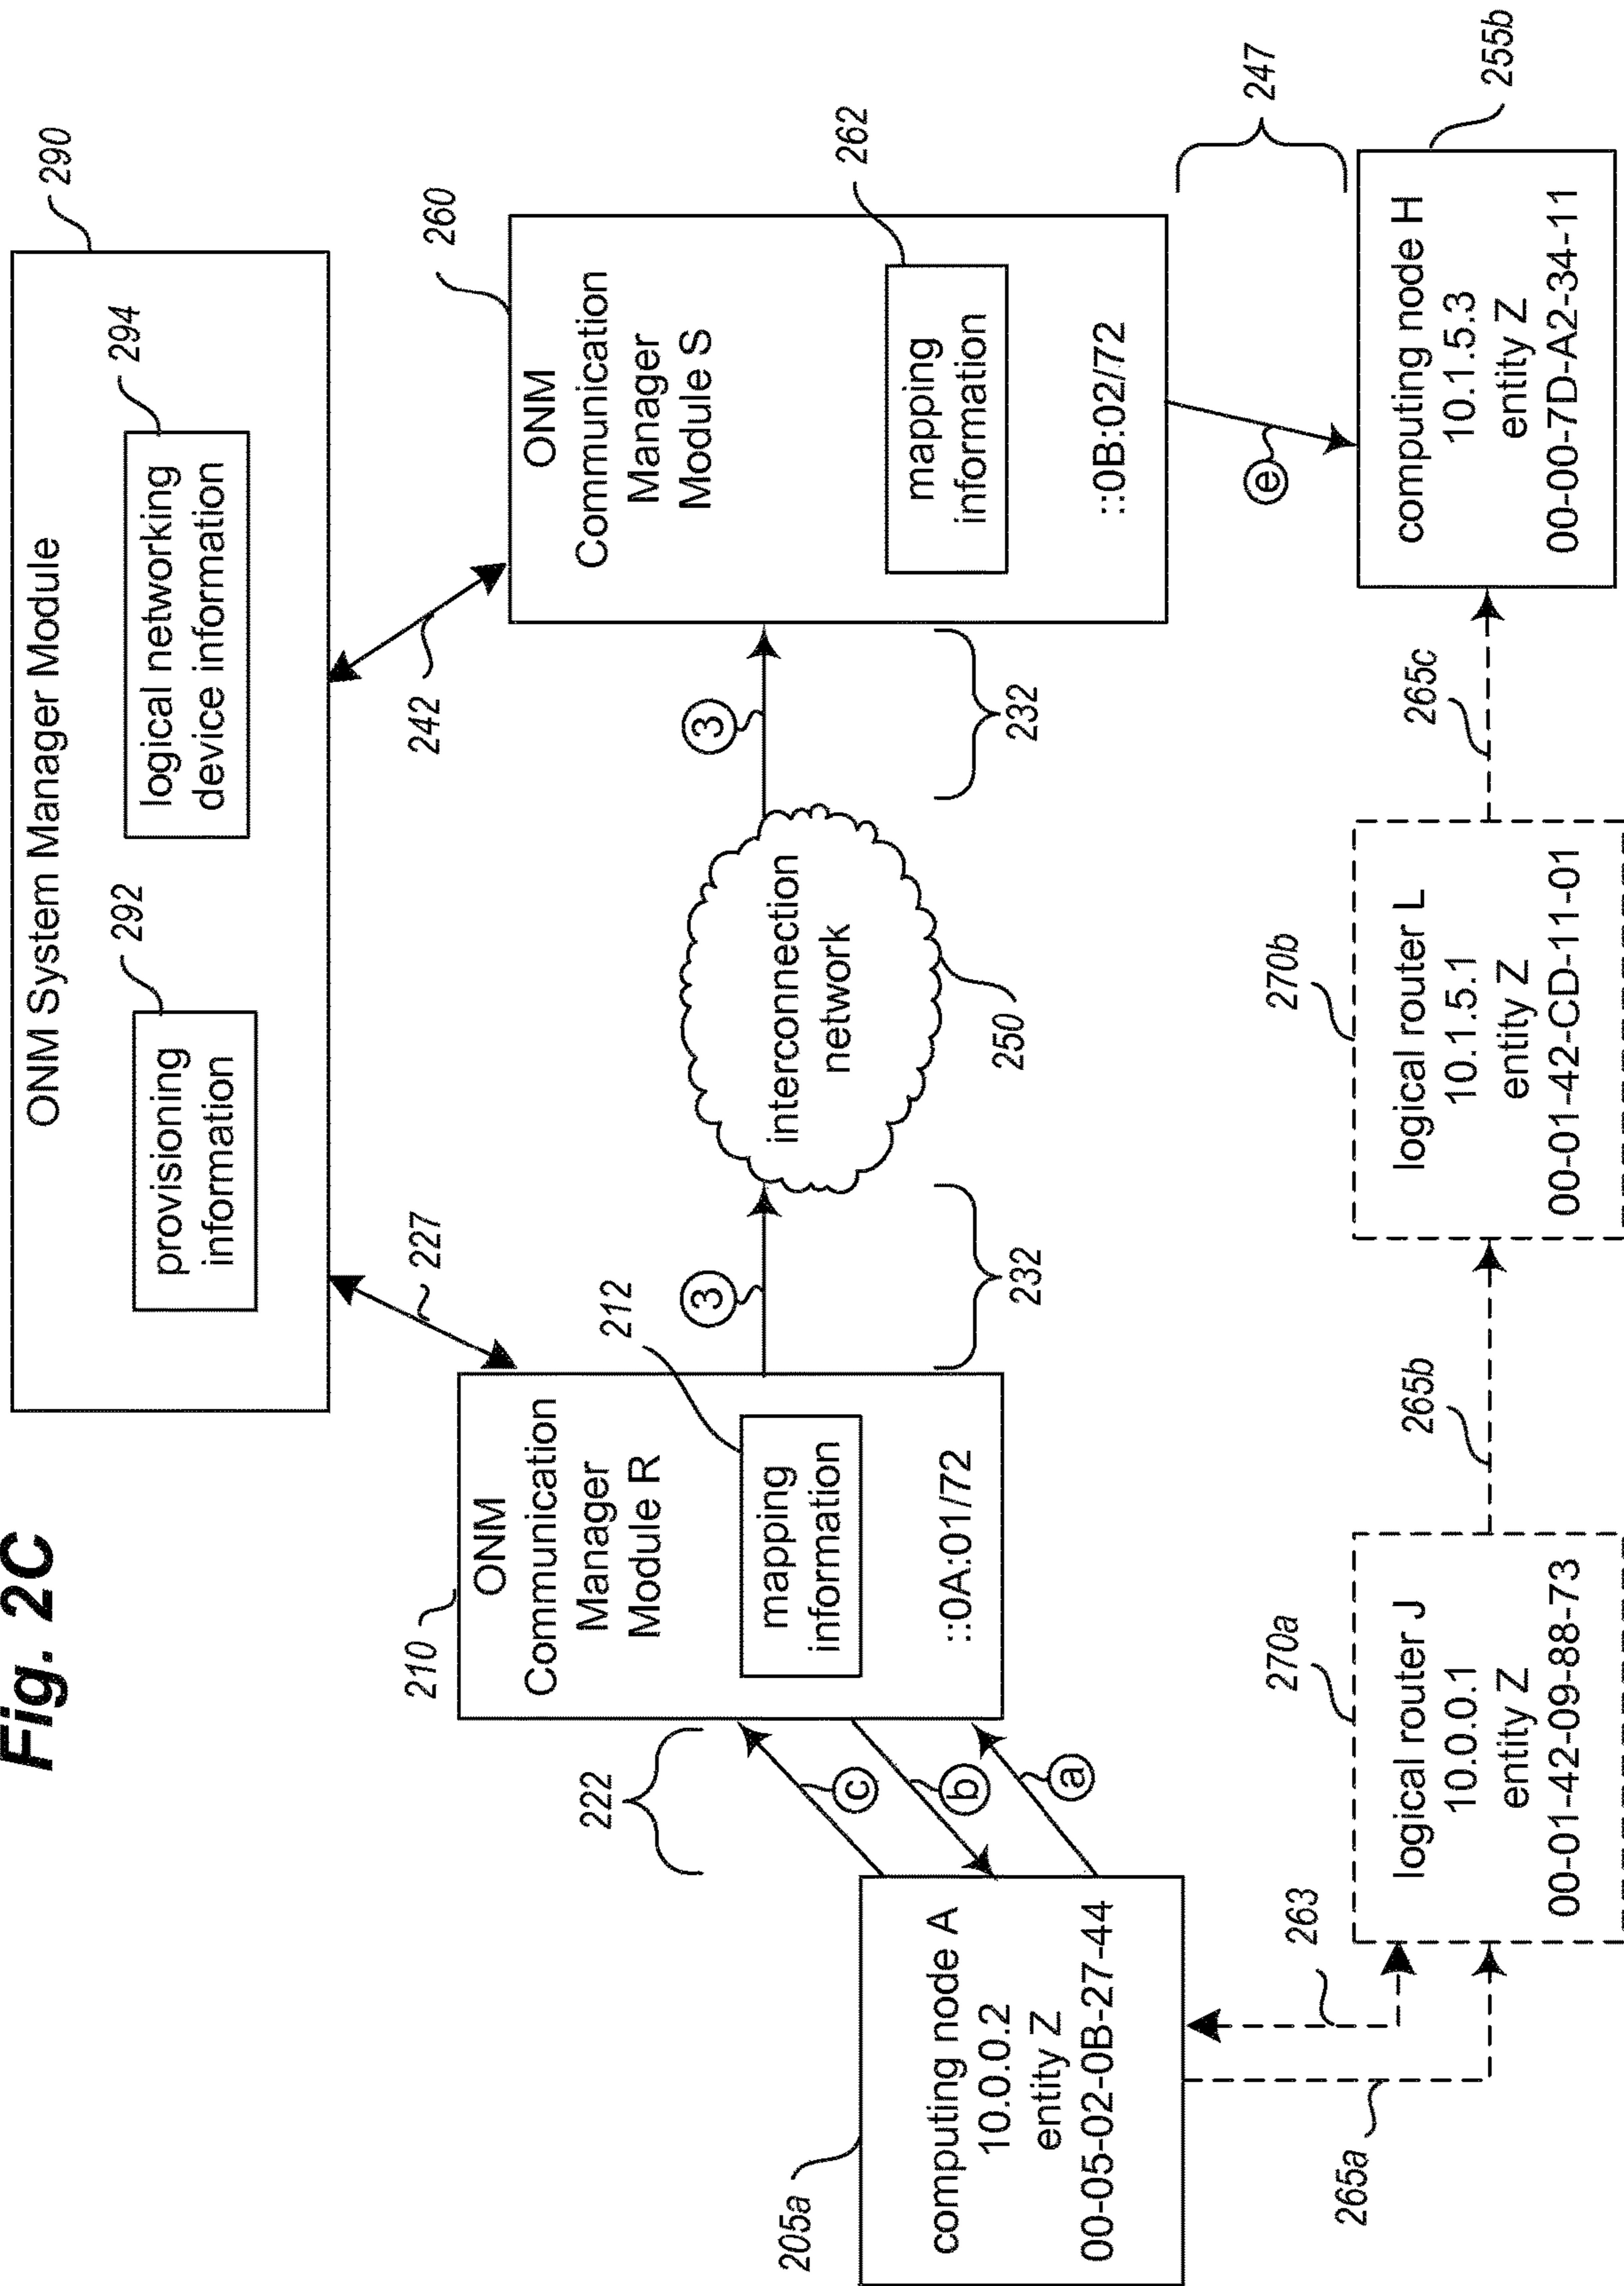 Fig. 2C
ONM System Manager Module
290
provisioning
information
292
logical networking
device information
294
227
242
210
ONM
Communication
Manager
Module R
mapping
information
212
::0A:01/72
260
ONM
Communication
Manager
Module S
mapping
information
262
::0B:02/72
3
232
interconnection
network
250
3
232
222
c
b
a
e
247
205a
computing node A
10.0.0.2
entity Z
00-05-02-0B-27-44
263
265a
270a
logical router J
10.0.0.1
entity Z
00-01-42-09-88-73
265b
270b
logical router L
10.1.5.1
entity Z
00-01-42-CD-11-01
265c
255b
computing node H
10.1.5.3
entity Z
00-00-7D-A2-34-11